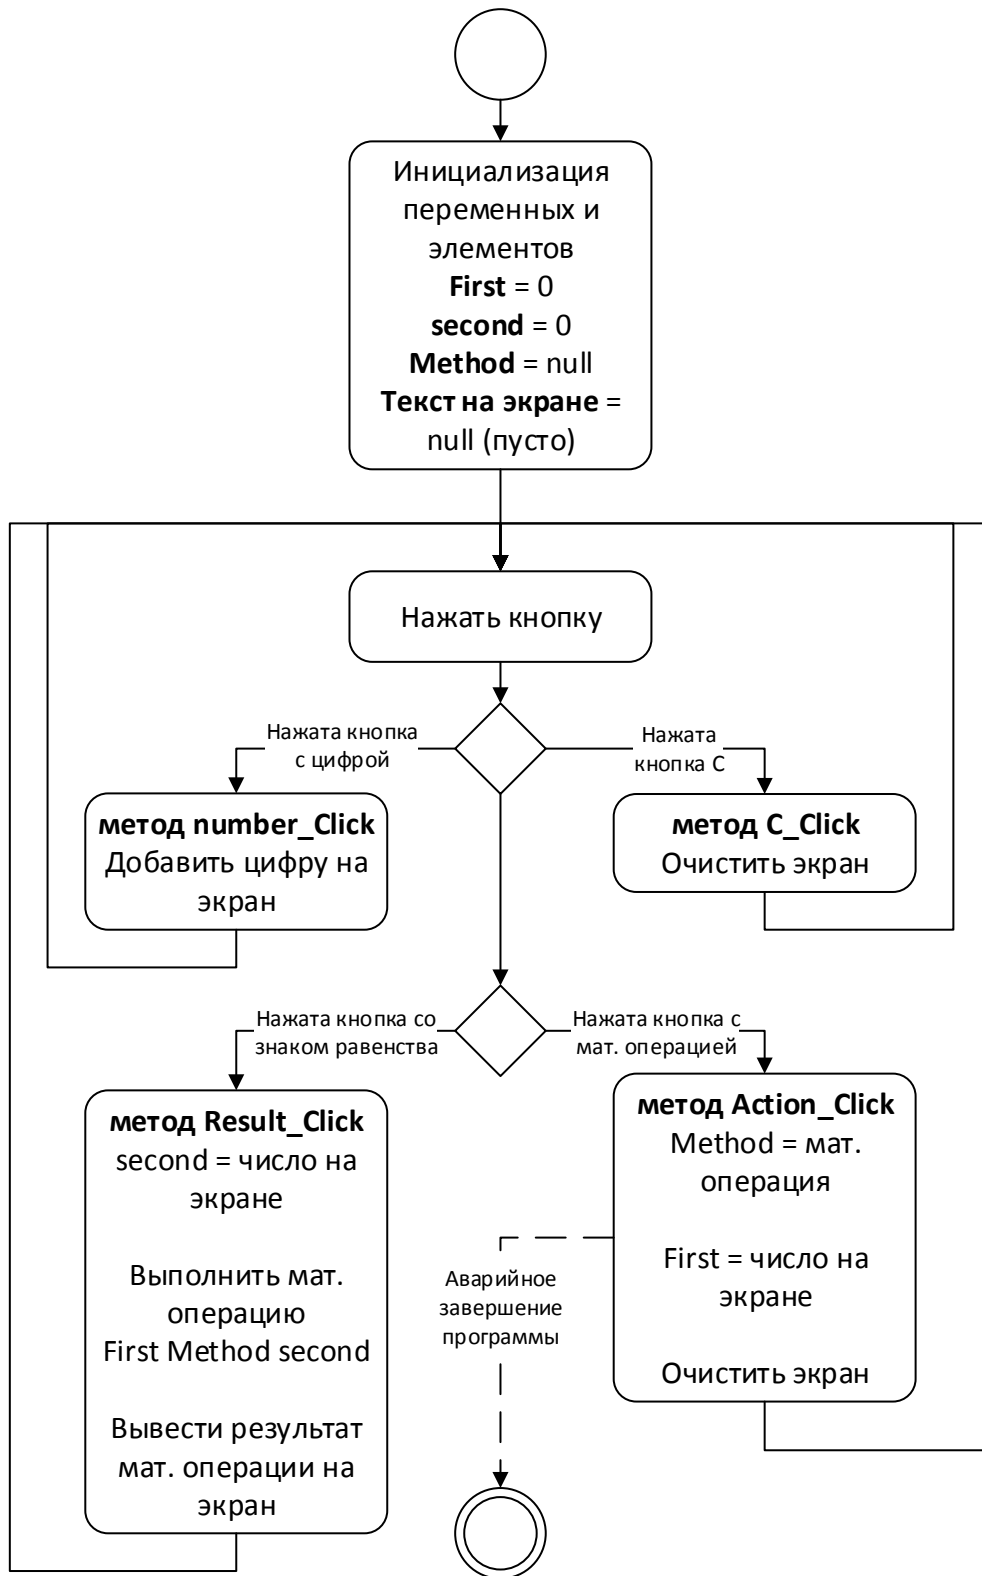 Инициализация
переменных и
элементов
First = 0
second = 0
Method = null
Текст на экране =
null (пусто)
Нажать кнопку
Нажата кнопка
с цифрой
Нажата
кнопка С
метод number_Click
Добавить цифру на
экран
метод C_Click
Очистить экран
Нажата кнопка со
знаком равенства
Нажата кнопка с
мат. операцией
метод Result_Click
second = число на
экране
Выполнить мат.
операцию
First Method second
Вывести результат
мат. операции на
экран
метод Action_Click
Method = мат.
операция
First = число на
экране
Очистить экран
Аварийное
завершение
программы